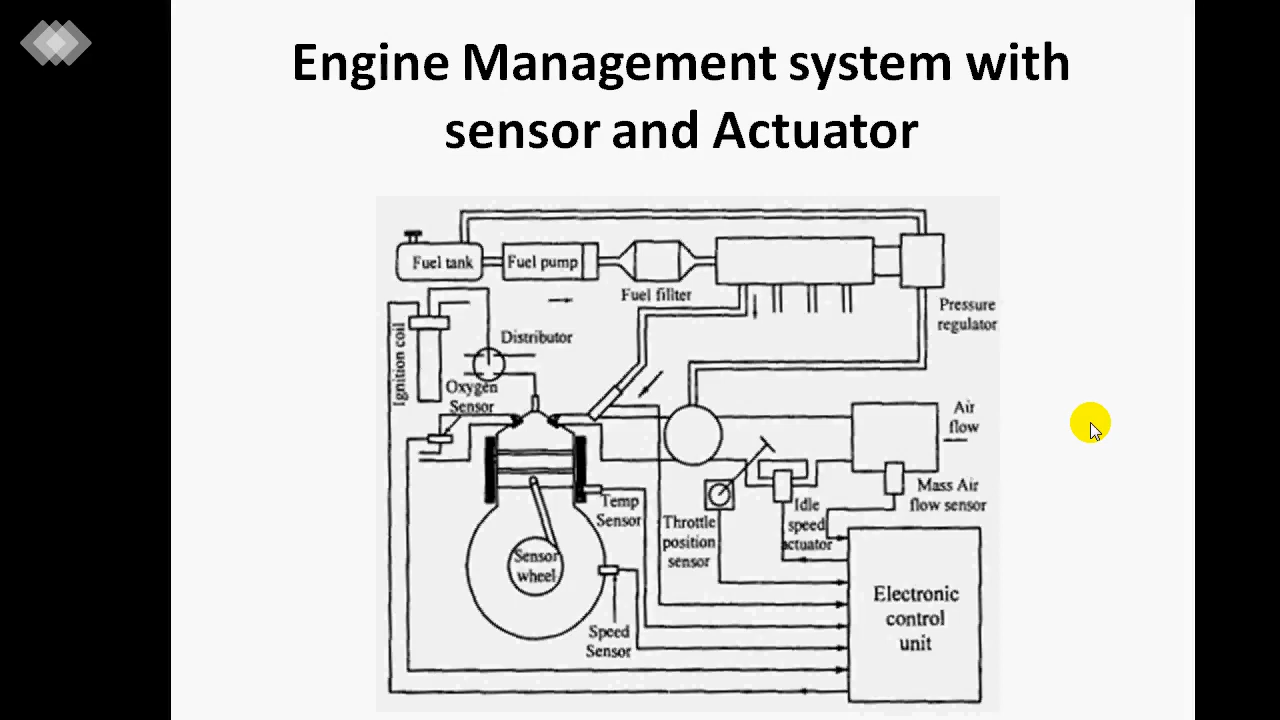 Engine Management system with
sensor and Actuator
Fuel tank
Fuel pump
Fuel fillter
Pressure
regulator
Ignition coil
Distributor
Oxygen
Sensor
Air
flow
Mass Air
flow sensor
Temp
Sensor
Throttle
position
sensor
Idle
speed
actuator
Sensor
wheel
Speed
Sensor
Electronic
control
unit